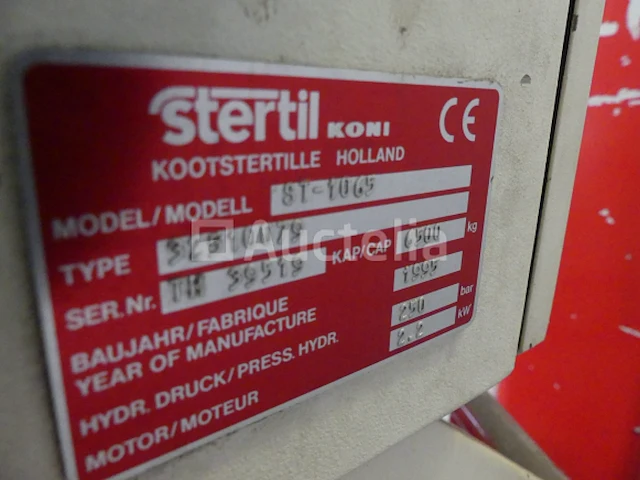 stertil KONI CE
KOOTSTERTILLE HOLLAND
MODEL/MODELL ST-1065
TYPE
SER.Nr. TH 39519 KAP/CAP 6500 kg
BAUJAHR/FABRIQUE 1995
YEAR OF MANUFACTURE
HYDR. DRUCK/PRESS. HYDR. 250 bar
MOTOR/MOTEUR 2.2 kW
Auctelia